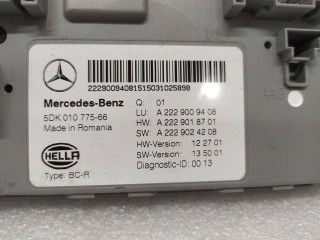 22290094081515031025898
Mercedes-Benz Q: 01
5DK 010 775-66 LU: A 222 900 94 08
Made in Romania HW: A 222 901 87 01
SW: A 222 902 42 08
HELLA HW-Version: 12 27 01
SW-Version: 13 50 01
Type: BC-R Diagnostic-ID: 00 13